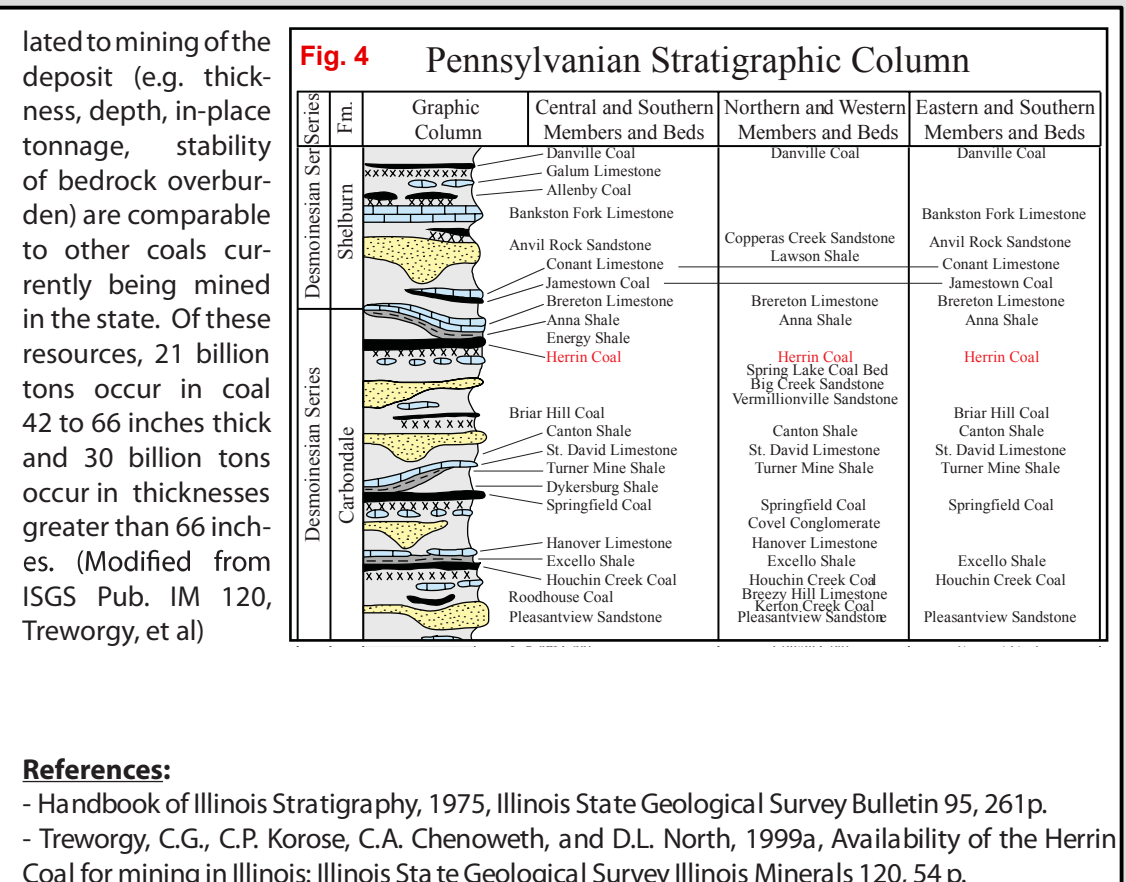 lated to mining of the
deposit (e.g. thick-
ness, depth, in-place
tonnage, stability
of bedrock overbur-
den) are comparable
to other coals cur-
rently being mined
in the state. Of these
resources, 21 billion
tons occur in coal
42 to 66 inches thick
and 30 billion tons
occur in thicknesses
greater than 66 inch-
es. (Modified from
ISGS Pub. IM 120,
Treworgy, et al)
Fig. 4
Pennsylvanian Stratigraphic Column
Series
Fm.
Graphic
Column
Central and Southern
Members and Beds
Northern and Western
Members and Beds
Eastern and Southern
Members and Beds
Desmoinesian Series
Shelburn
Desmoinesian Series
Carbondale
Danville Coal
Galum Limestone
Allenby Coal
Bankston Fork Limestone
Anvil Rock Sandstone
Conant Limestone
Jamestown Coal
Brereton Limestone
Anna Shale
Energy Shale
Herrin Coal
Briar Hill Coal
Canton Shale
St. David Limestone
Turner Mine Shale
Dykersburg Shale
Springfield Coal
Hanover Limestone
Excello Shale
Houchin Creek Coal
Roodhouse Coal
Pleasantview Sandstone
Danville Coal
Copperas Creek Sandstone
Lawson Shale
Brereton Limestone
Anna Shale
Herrin Coal
Spring Lake Coal Bed
Big Creek Sandstone
Vermillionville Sandstone
Canton Shale
St. David Limestone
Turner Mine Shale
Springfield Coal
Covel Conglomerate
Hanover Limestone
Excello Shale
Houchin Creek Coal
Breezy Hill Limestone
Kerton Creek Coal
Pleasantview Sandstone
Danville Coal
Bankston Fork Limestone
Anvil Rock Sandstone
Conant Limestone
Jamestown Coal
Brereton Limestone
Anna Shale
Herrin Coal
Briar Hill Coal
Canton Shale
St. David Limestone
Turner Mine Shale
Springfield Coal
Excello Shale
Houchin Creek Coal
Pleasantview Sandstone
References:
- Handbook of Illinois Stratigraphy, 1975, Illinois State Geological Survey Bulletin 95, 261p.
- Treworgy, C.G., C.P. Korose, C.A. Chenoweth, and D.L. North, 1999a, Availability of the Herrin
Coal for mining in Illinois: Illinois State Geological Survey Illinois Minerals 120, 54 p.